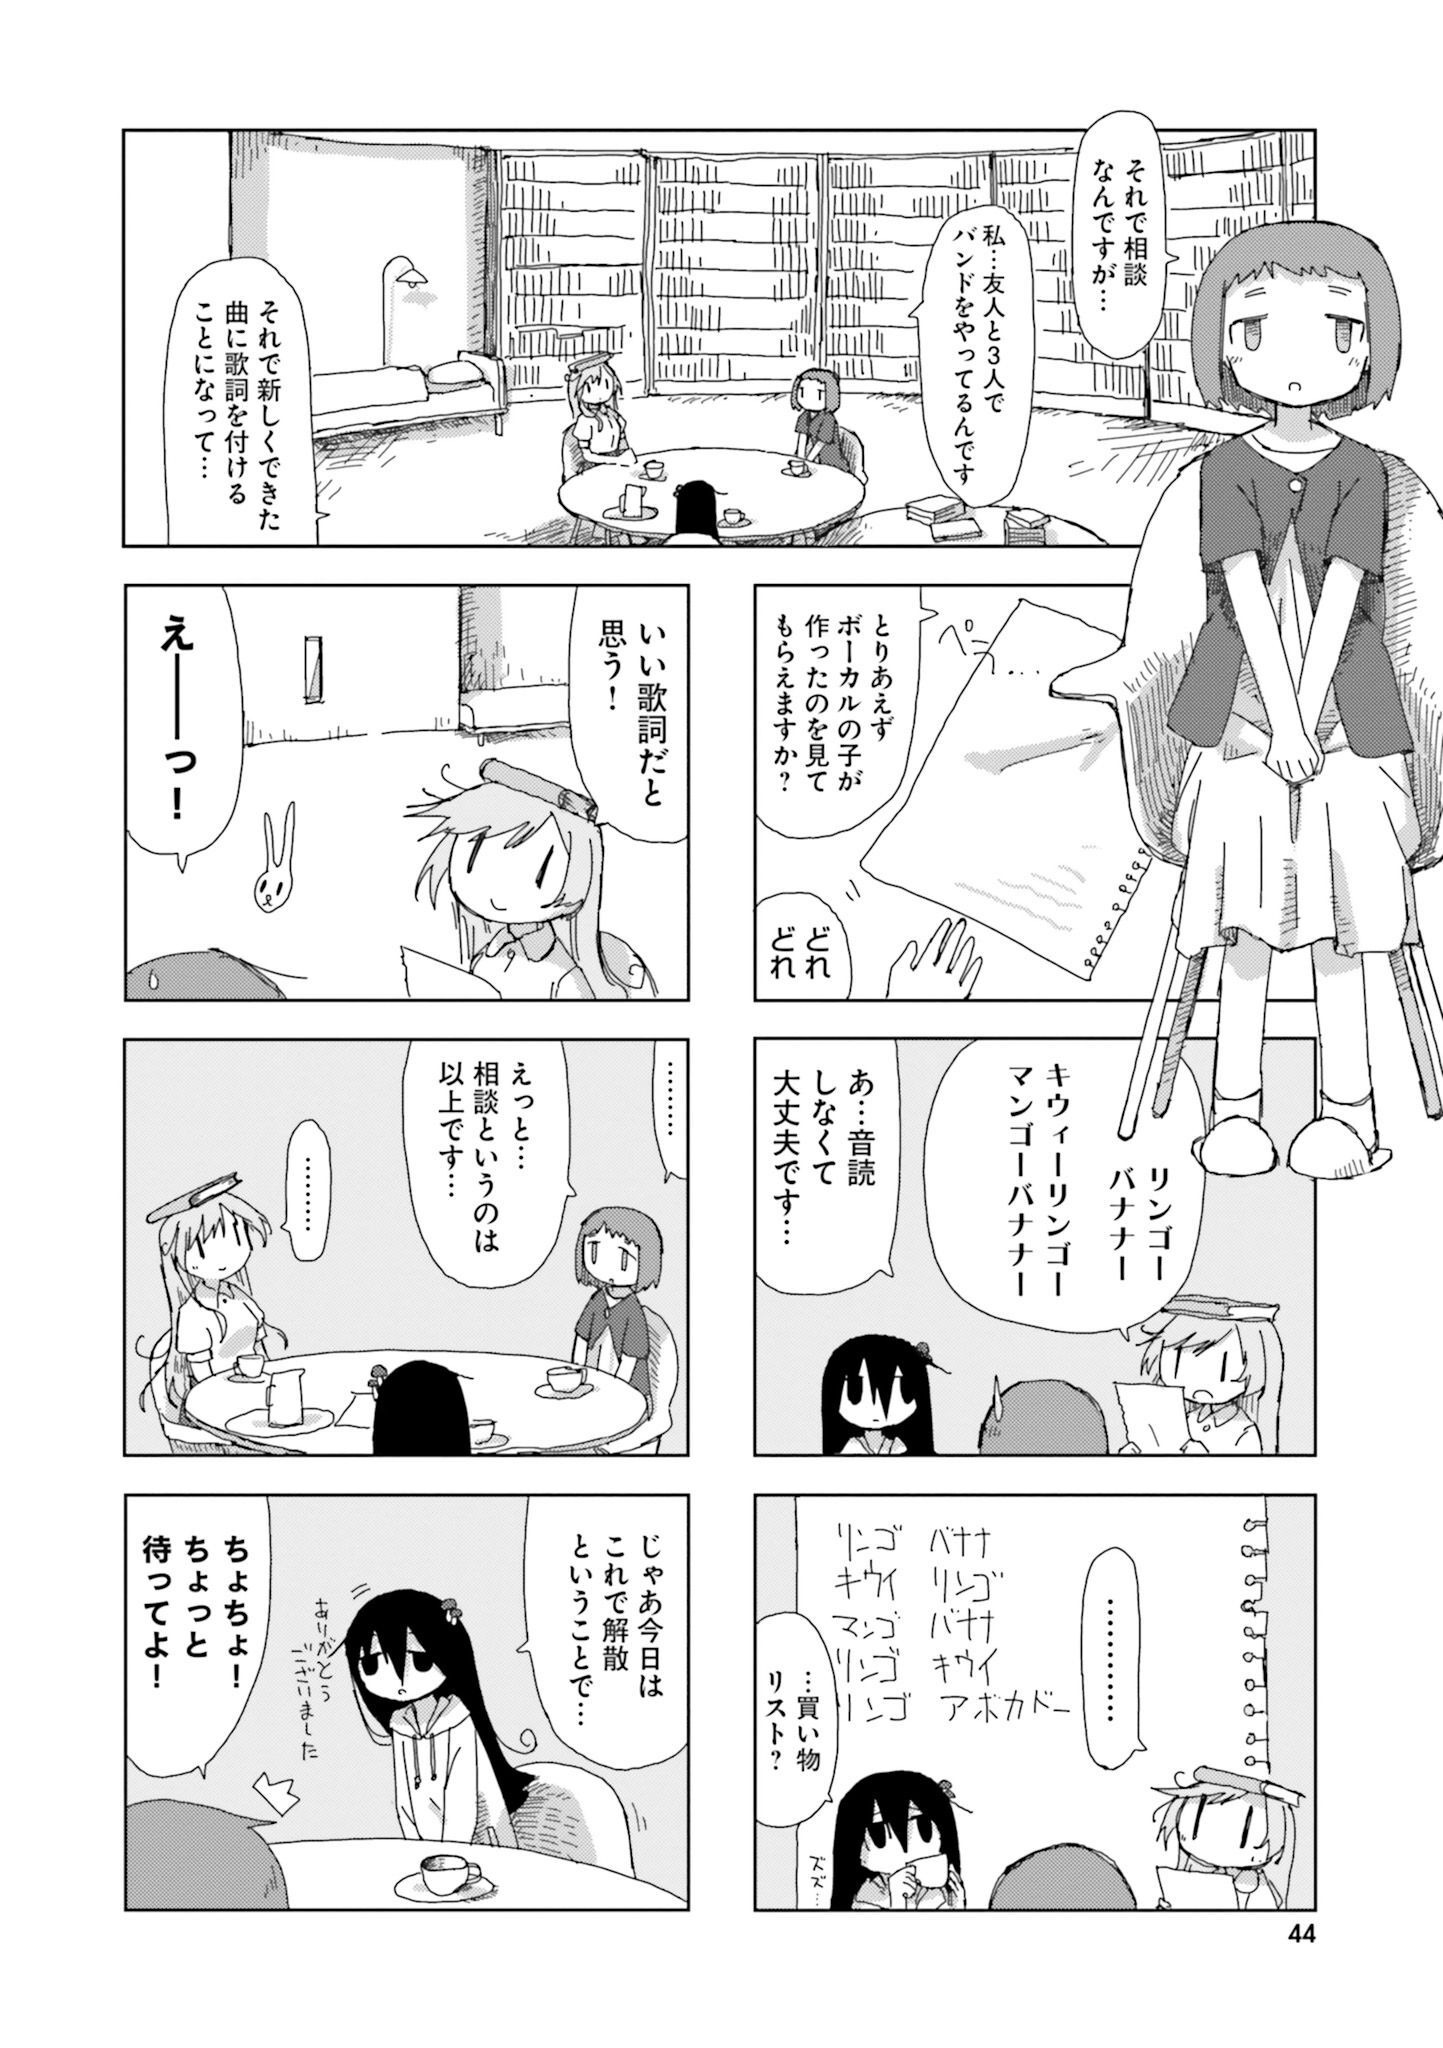 それで相談
なんですが…
私…友人と3人で
バンドをやってるんです
それで新しくできた
曲に歌詞を付ける
ことになって…
とりあえず
ボーカルの子が
作ったのを見て
もらえますか？
ペラ…
どれ
どれ
リンゴー
バナナー
キウィーリンゴー
マンゴーバナナー
あ…音読
しなくて
大丈夫です…
…………
リンゴ　バナナ
キウイ　リンゴ
マンゴ　バナナ
リンゴ　キウイ
リンゴ　アボカドー
…買い物
リスト？
ズズ…
いい歌詞だと
思う！
え――っ！
………
えっと…
相談というのは
以上です…
………
じゃあ今日は
これで解散
ということで…
ありがとう
ございました
ちょちょ！
ちょっと
待ってよ！
44